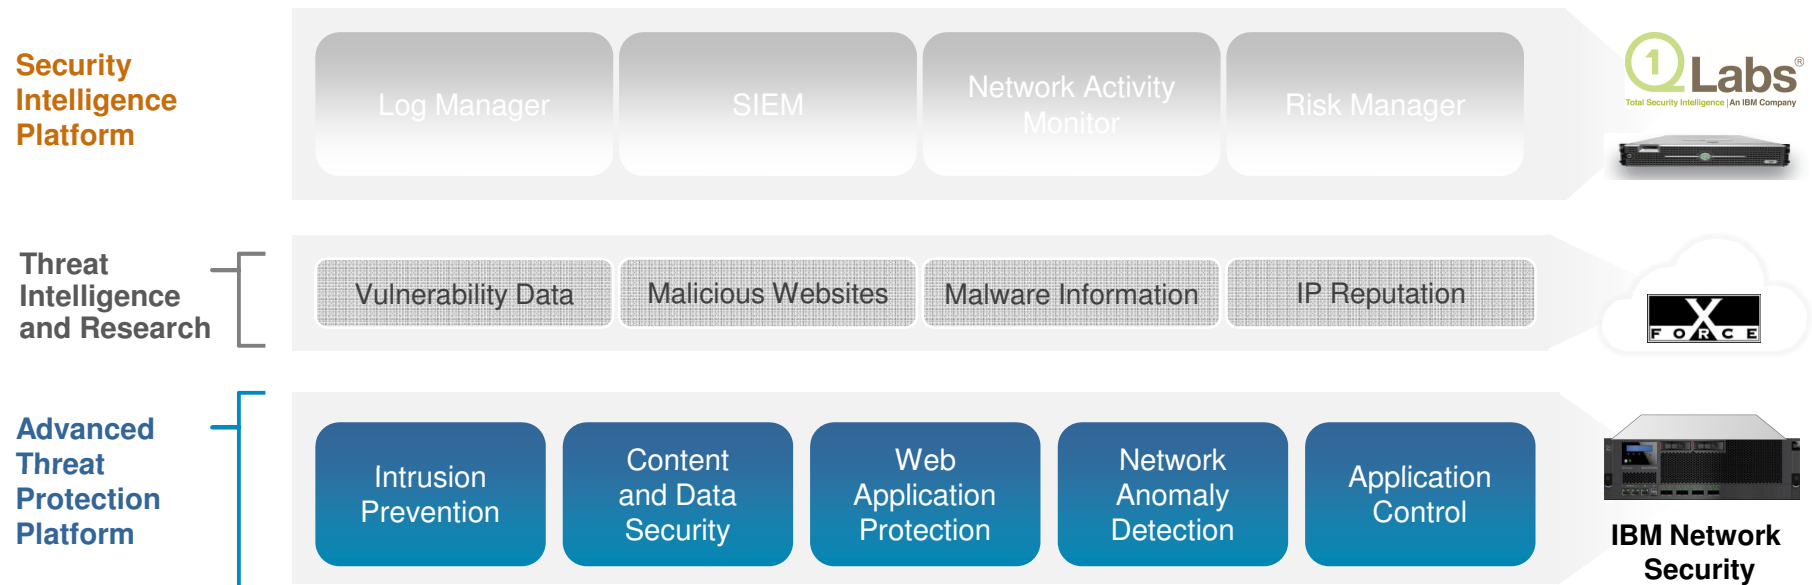 Security
Intelligence
Platform
Log Manager
SIEM
Network Activity
Monitor
Risk Manager
1
Labs®
Total Security Intelligence | An IBM Company
Threat
Intelligence
and Research
Vulnerability Data
Malicious Websites
Malware Information
IP Reputation
X
FORCE
Advanced
Threat
Protection
Platform
Intrusion
Prevention
Content
and Data
Security
Web
Application
Protection
Network
Anomaly
Detection
Application
Control
IBM Network
Security